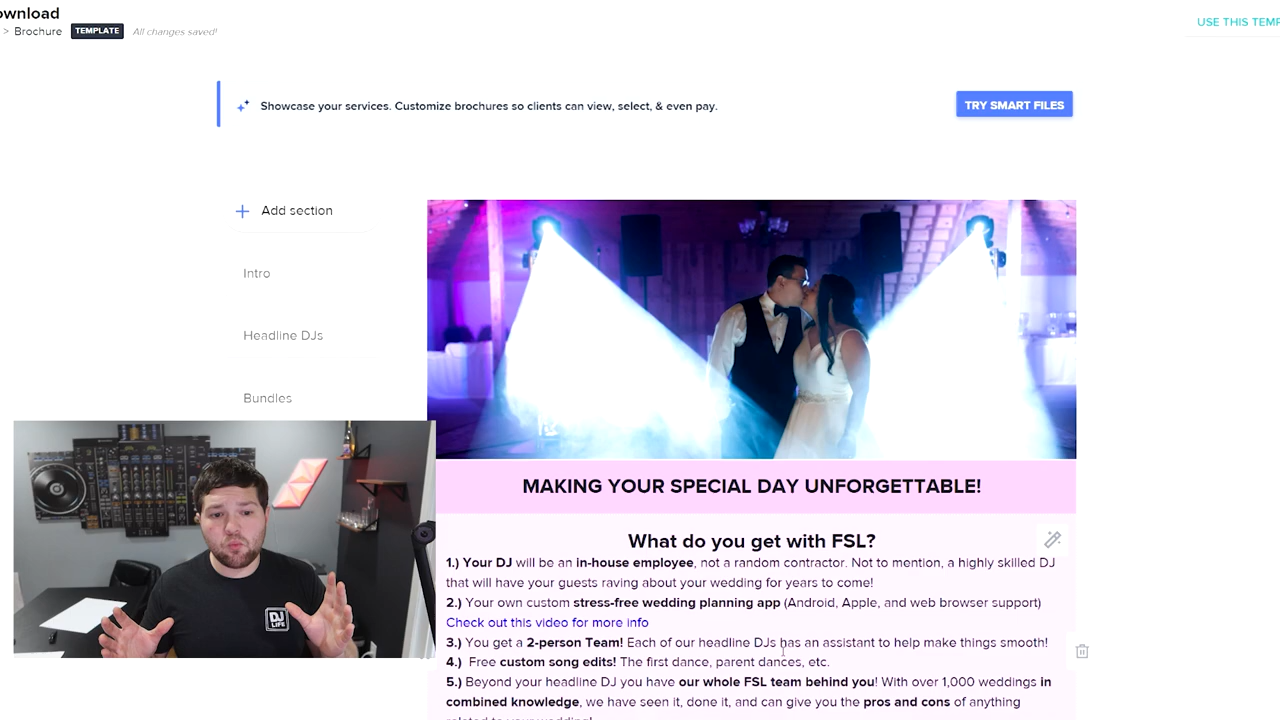 ownload
> Brochure TEMPLATE All changes saved!
USE THIS TEMP
Showcase your services. Customize brochures so clients can view, select, & even pay.
TRY SMART FILES
Add section
Intro
Headline DJs
Bundles
DJ
LIFE
MAKING YOUR SPECIAL DAY UNFORGETTABLE!
What do you get with FSL?
1.) Your DJ will be an in-house employee, not a random contractor. Not to mention, a highly skilled DJ
that will have your guests raving about your wedding for years to come!
2.) Your own custom stress-free wedding planning app (Android, Apple, and web browser support)
Check out this video for more info
3.) You get a 2-person Team! Each of our headline DJs has an assistant to help make things smooth!
4.) Free custom song edits! The first dance, parent dances, etc.
5.) Beyond your headline DJ you have our whole FSL team behind you! With over 1,000 weddings in
combined knowledge, we have seen it, done it, and can give you the pros and cons of anything
related to your wedding!